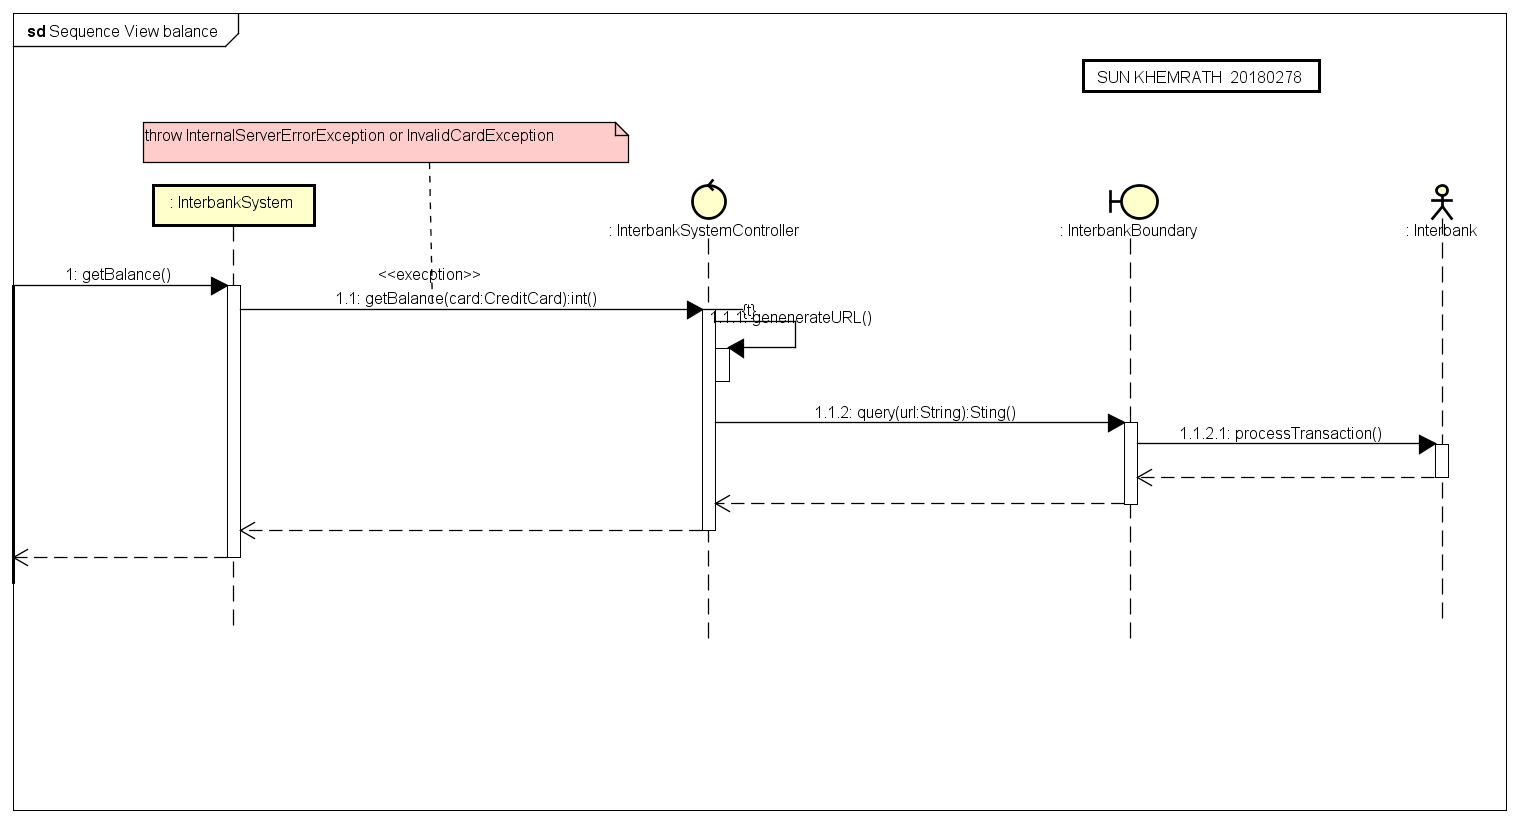 sd Sequence View balance
SUN KHEMRATH 20180278
throw InternalServerErrorException or InvalidCardException
: InterbankSystem
: InterbankSystemController
: InterbankBoundary
: Interbank
1: getBalance()
<<execption>>
1.1: getBalance(card:CreditCard):int()
{t}
1.1.1: genenerateURL()
1.1.2: query(url:String):Sting()
1.1.2.1: processTransaction()